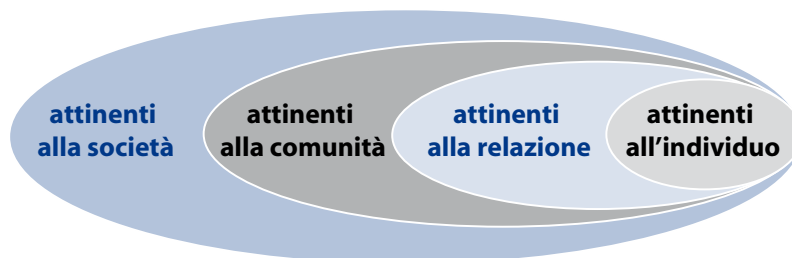 attinenti
alla società
attinenti
alla comunità
attinenti
alla relazione
attinenti
all’individuo